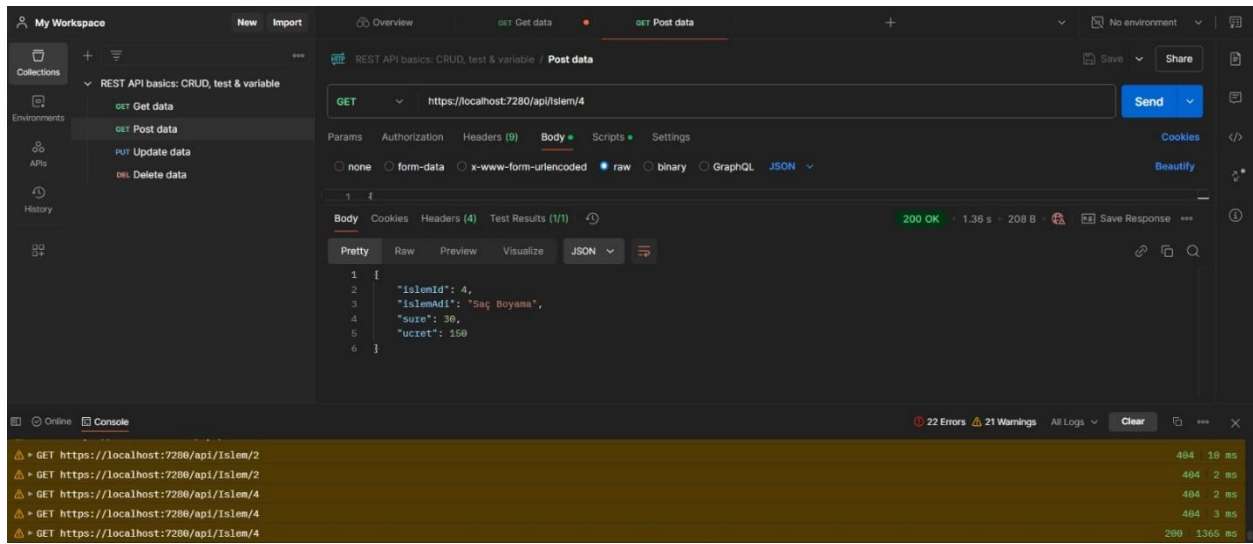 My Workspace New Import Overview GET Get data GET Post data No environment
Collections
REST API basics: CRUD, test & variable / Post data Save Share
REST API basics: CRUD, test & variable
GET Get data
GET https://localhost:7280/api/Islem/4 Send
Environments
GET Post data
Params Authorization Headers (9) Body Scripts Settings Cookies
PUT Update data
APIs
none form-data x-www-form-urlencoded raw binary GraphQL JSON Beautify
DEL Delete data
1 {
History
Body Cookies Headers (4) Test Results (1/1) 200 OK 1.36 s 208 B Save Response
Pretty Raw Preview Visualize JSON
1 {
2 "islemId": 4,
3 "islemAdi": "Saç Boyama",
4 "sure": 30,
5 "ucret": 150
6 }
Online Console 22 Errors 21 Warnings All Logs Clear
GET https://localhost:7280/api/Islem/2 404 10 ms
GET https://localhost:7280/api/Islem/2 404 2 ms
GET https://localhost:7280/api/Islem/4 404 2 ms
GET https://localhost:7280/api/Islem/4 404 3 ms
GET https://localhost:7280/api/Islem/4 200 1365 ms